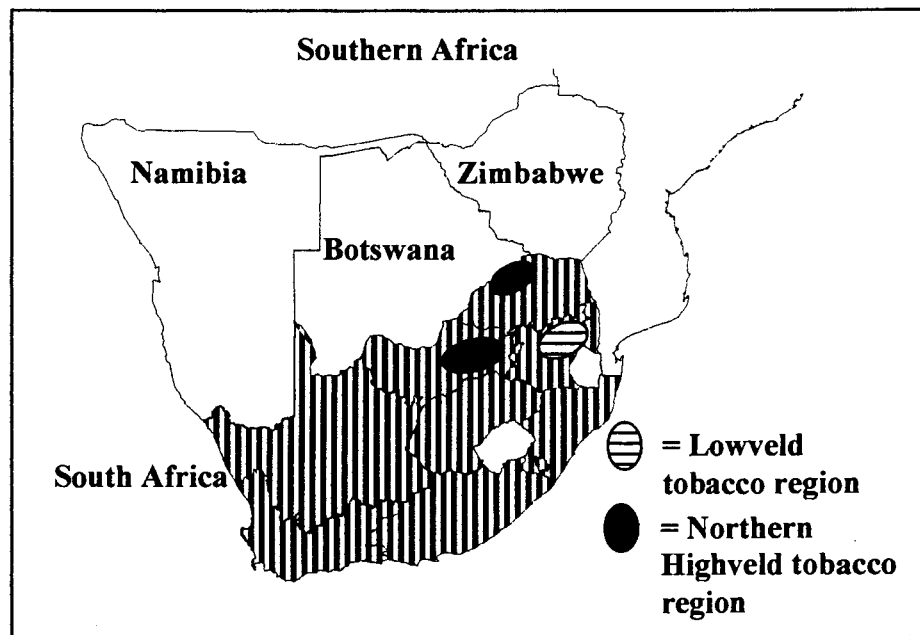 Southern Africa
Namibia
Zimbabwe
Botswana
South Africa
= Lowveld
tobacco region
= Northern
Highveld tobacco
region